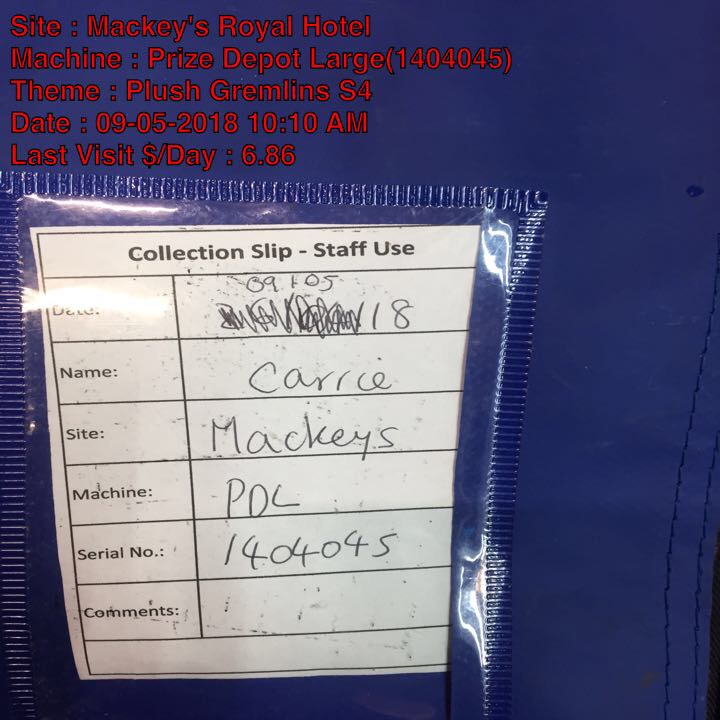 Site : Mackey's Royal Hotel
Machine : Prize Depot Large(1404045)
Theme : Plush Gremlins S4
Date : 09-05-2018 10:10 AM
Last Visit $/Day : 6.86
Collection Slip - Staff Use
09 / 05
Date: 18
Name: Carrie
Site: Mackeys
Machine: PDL
Serial No.: 1404045
Comments: